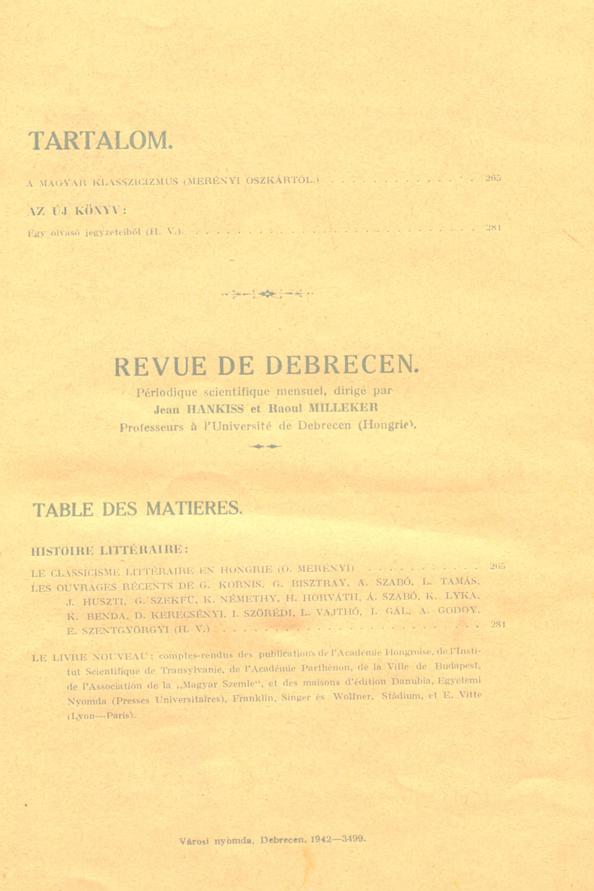 TARTALOM.
A MAGYAR KLASSZICIZMUS (MERÉNYI OSZKÁRTÓL.) . . . . . . . . . . . . . . 265
AZ ÚJ KÖNYV:
Egy olvasó jegyzeteiből (H. V.). . . . . . . . . . . . . . . . . . . . . . . . . . . . 281
REVUE DE DEBRECEN.
Périodique scientifique mensuel, dirigé par
Jean HANKISS et Raoul MILLEKER
Professeurs à l'Université de Debrecen (Hongrie).
TABLE DES MATIERES.
HISTOIRE LITTÉRAIRE:
LE CLASSICISME LITTÉRAIRE EN HONGRIE (O. MERÉNYI) . . . . . . . . . . . 265
LES OUVRAGES RÉCENTS DE G. KORNIS, G. BISZTRAY, A. SZABÓ, L. TAMÁS,
J. HUSZTI, G. SZEKFÜ, K. NÉMETHY, H. HORVÁTH, Á. SZABÓ, K. LYKA,
K. BENDA, D. KERECSÉNYI, I. SZÖRÉDI, L. VAJTHÓ, I. GÁL, A. GODOY,
E. SZENTGYÖRGYI (H. V.) . . . . . . . . . . . . . . . . . . . . . . . . . 281
LE LIVRE NOUVEAU: comptes-rendus des publications de l'Académie Hongroise, de l'Insti-
tut Scientifique de Transylvanie, de l'Académie Parthénon, de la Ville de Budapest,
de l'Association de la „Magyar Szemle“, et des maisons d'édition Danubia, Egyetemi
Nyomda (Presses Universitaires), Franklin, Singer és Wolfner, Stádium, et E. Vitte
(Lyon—Paris).
Városi nyomda, Debrecen, 1942—3499.